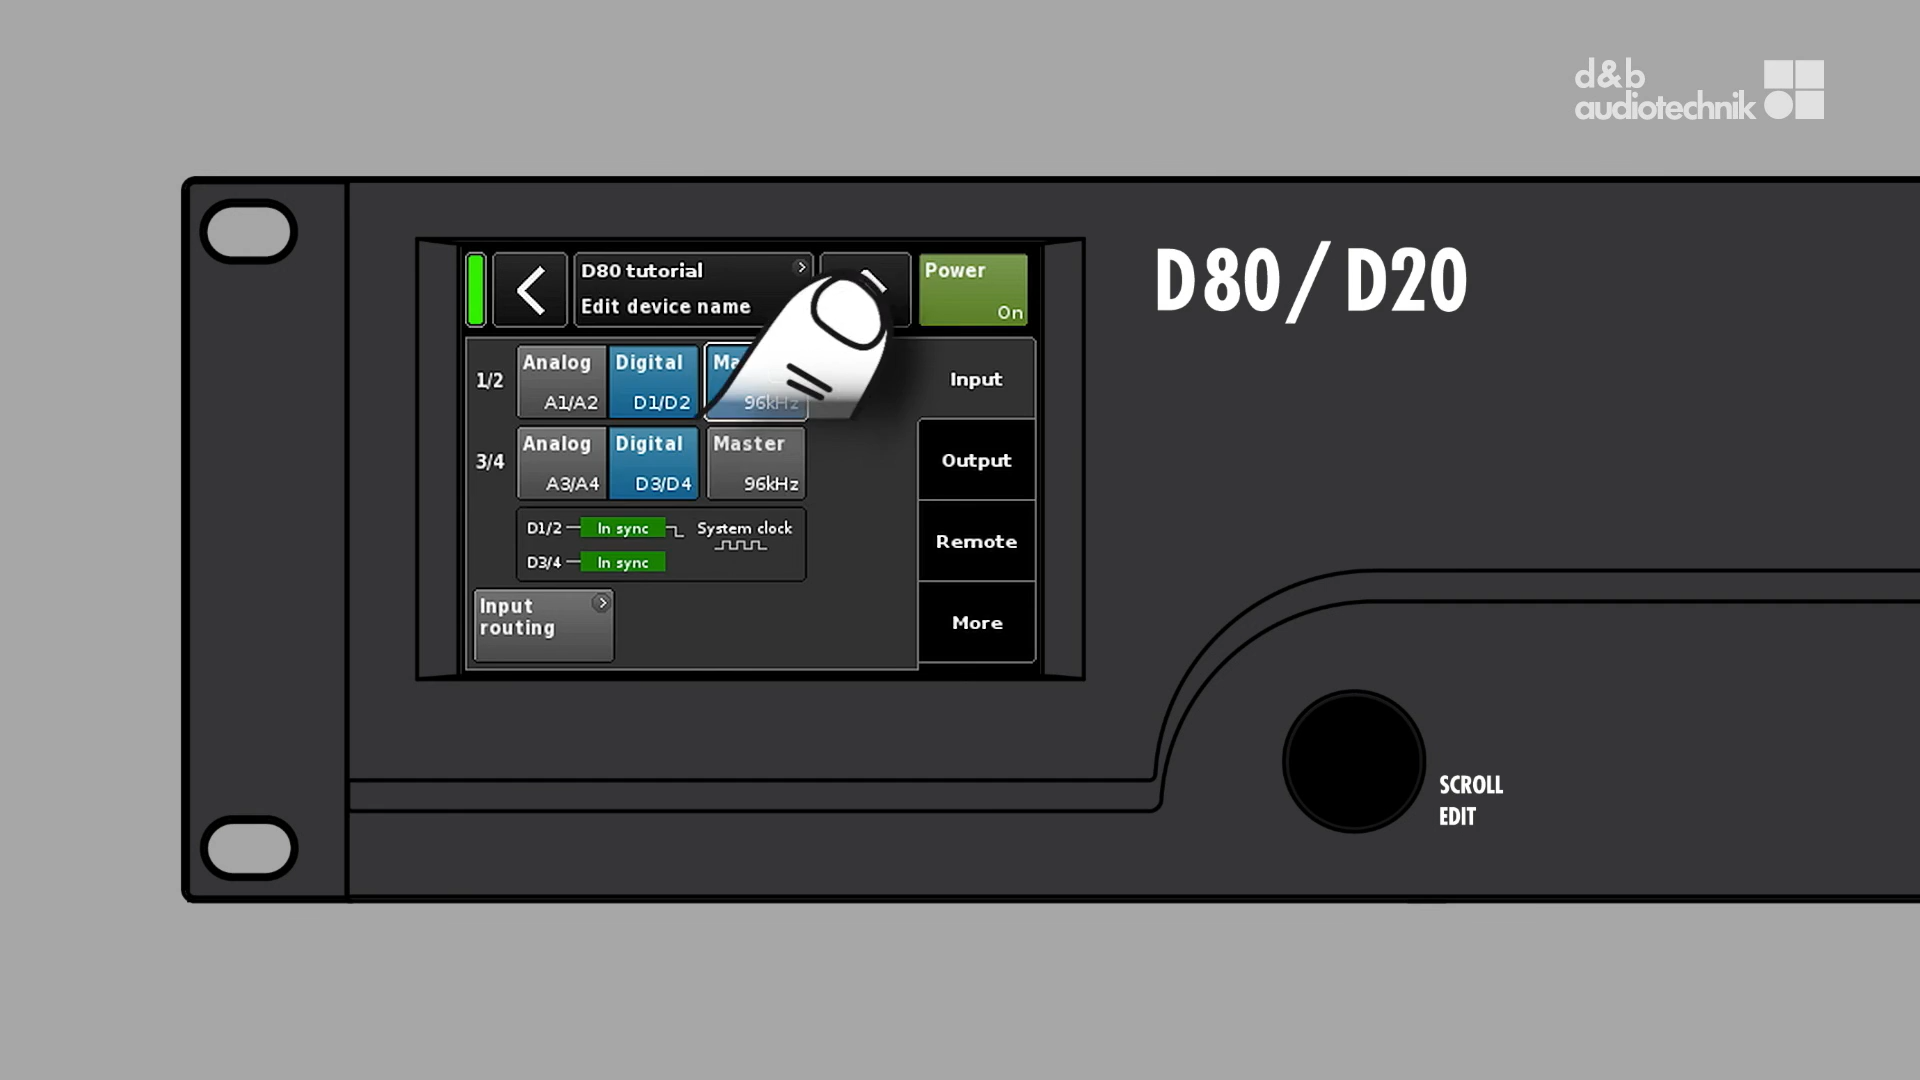 d&b
audiotechnik
D80 tutorial
Edit device name
Power
On
D80/D20
1/2
Analog
A1/A2
Digital
D1/D2
96kHz
Input
3/4
Analog
A3/A4
Digital
D3/D4
Master
96kHz
Output
D1/2
In sync
System clock
D3/4
In sync
Remote
Input
routing
More
SCROLL
EDIT